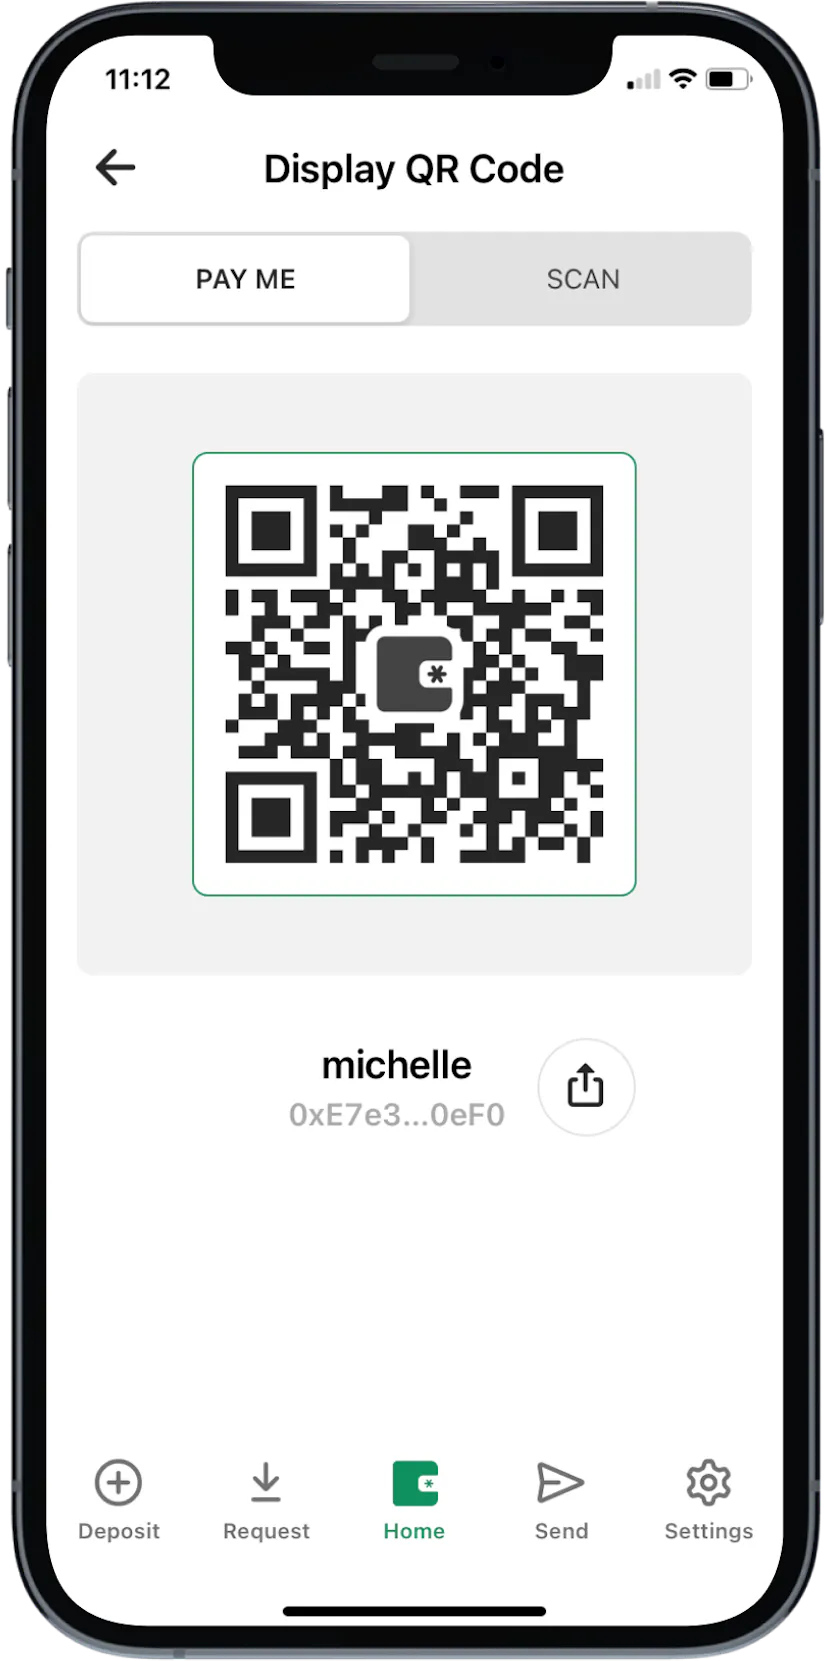 11:12
Display QR Code
PAY ME
SCAN
michelle
0xE7e3...0eF0
Deposit
Request
Home
Send
Settings